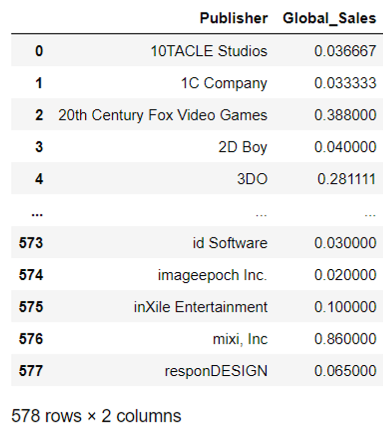 Publisher Global_Sales
0 10TACLE Studios 0.036667
1 1C Company 0.033333
2 20th Century Fox Video Games 0.388000
3 2D Boy 0.040000
4 3DO 0.281111
... ... ...
573 id Software 0.030000
574 imageepoch Inc. 0.020000
575 inXile Entertainment 0.100000
576 mixi, Inc 0.860000
577 responDESIGN 0.065000
578 rows × 2 columns